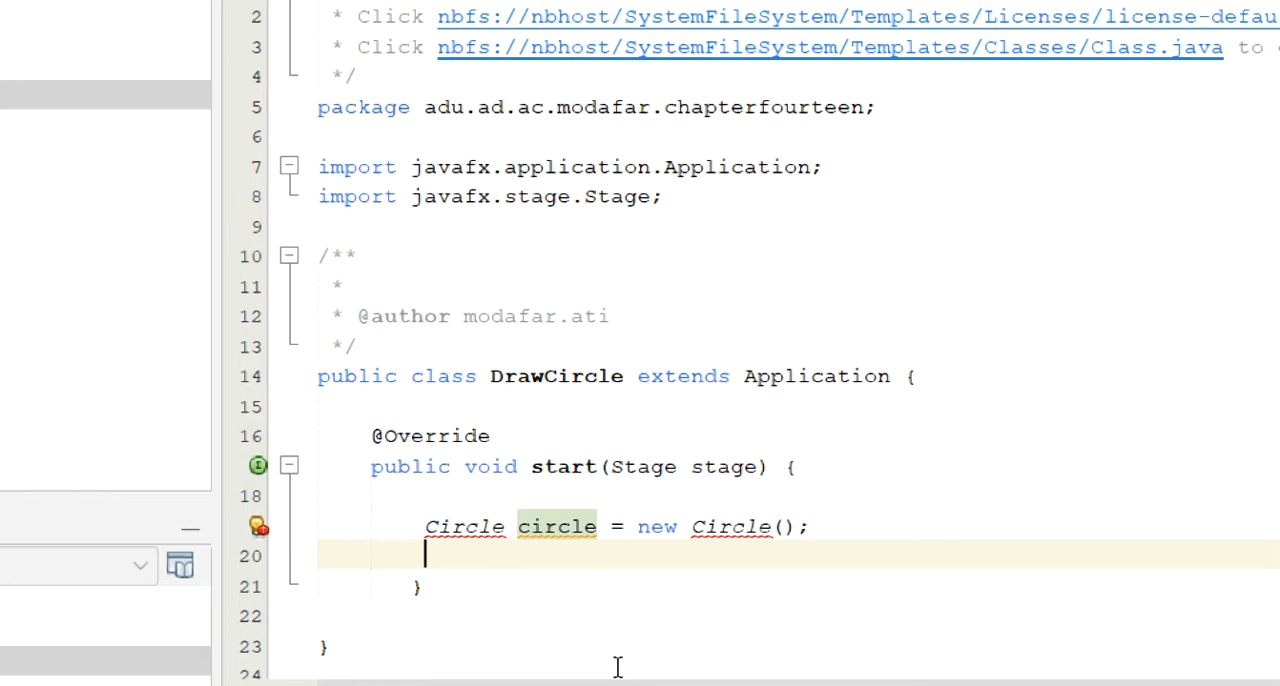 2 * Click nbfs://nbhost/SystemFileSystem/Templates/Licenses/license-defau
3 * Click nbfs://nbhost/SystemFileSystem/Templates/Classes/Class.java to
4 */
5 package adu.ad.ac.modafar.chapterfourteen;
6
7 import javafx.application.Application;
8 import javafx.stage.Stage;
9
10 /**
11 *
12 * @author modafar.ati
13 */
14 public class DrawCircle extends Application {
15
16 @Override
public void start(Stage stage) {
18
Circle circle = new Circle();
20
21 }
22
23 }
24